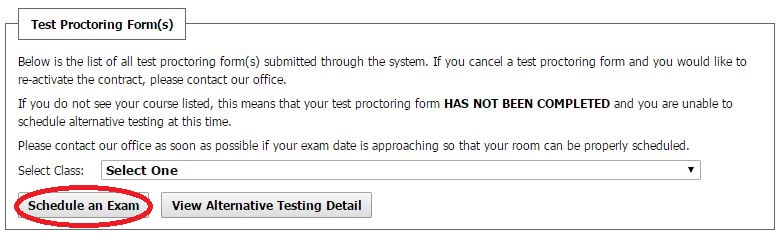 Test Proctoring Form(s)
Below is the list of all test proctoring form(s) submitted through the system. If you cancel a test proctoring form and you would like to
re-activate the contract, please contact our office.
If you do not see your course listed, this means that your test proctoring form HAS NOT BEEN COMPLETED and you are unable to
schedule alternative testing at this time.
Please contact our office as soon as possible if your exam date is approaching so that your room can be properly scheduled.
Select Class: Select One
Schedule an Exam View Alternative Testing Detail